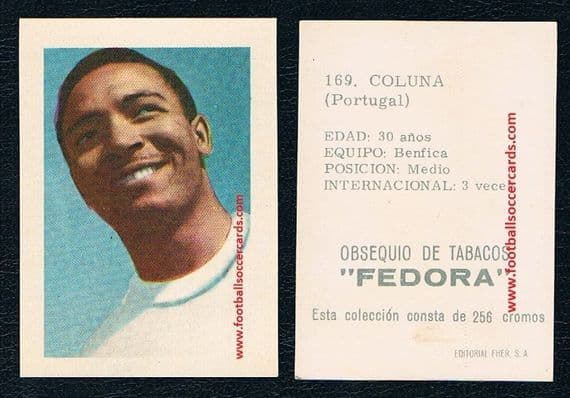 www.footballsoccercards.com
169. COLUNA
(Portugal)
EDAD: 30 años
EQUIPO: Benfica
POSICION: Medio
INTERNACIONAL: 3 vece
OBSEQUIO DE TABACOS
"FEDORA"
Esta colección consta de 256 cromos
EDITORIAL FHER, S. A
www.footballsoccercards.com